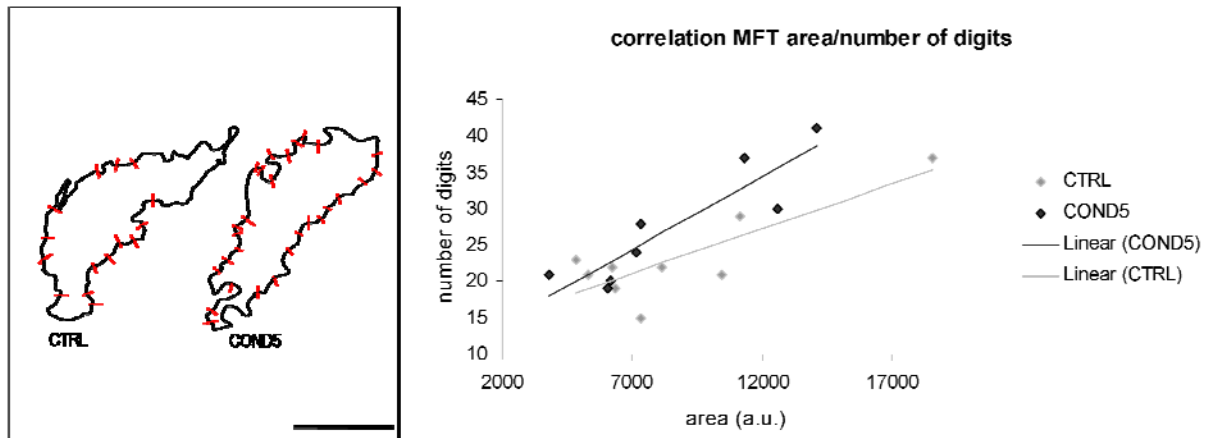 CTRL
COND5
correlation MFT area/number of digits
number of digits
45
40
35
30
25
20
15
10
2000
7000
12000
17000
area (a.u.)
CTRL
COND5
Linear (COND5)
Linear (CTRL)